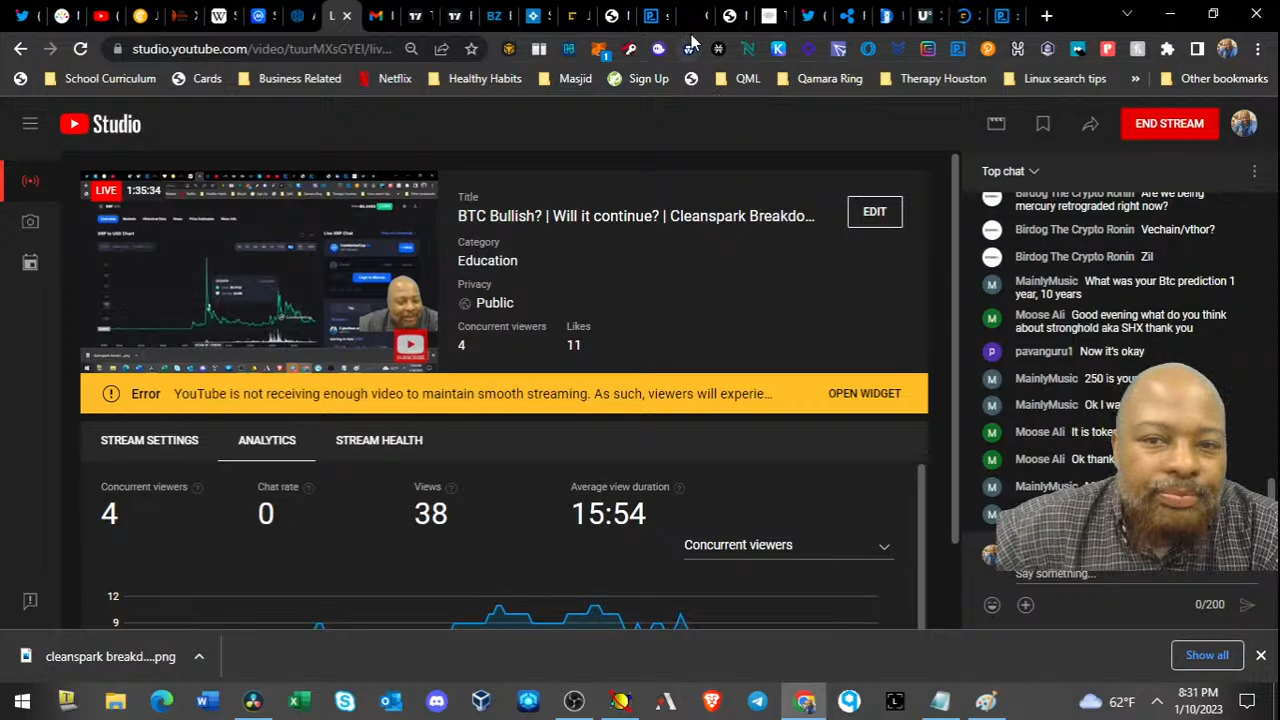 studio.youtube.com/video/tuurMXsGYEI/liv...
School Curriculum
Cards
Business Related
Netflix
Healthy Habits
Masjid
Sign Up
QML
Qamara Ring
Therapy Houston
Linux search tips
»
Other bookmarks
Studio
END STREAM
LIVE
1:35:34
Title
BTC Bullish? | Will it continue? | Cleanspark Breakdo...
EDIT
Category
Education
Privacy
Public
Concurrent viewers
Likes
4
11
Error
YouTube is not receiving enough video to maintain smooth streaming. As such, viewers will experie...
OPEN WIDGET
STREAM SETTINGS
ANALYTICS
STREAM HEALTH
Concurrent viewers
Chat rate
Views
Average view duration
4
0
38
15:54
Concurrent viewers
12
9
Top chat
Birdog The Crypto Ronin Are we being
mercury retrograded right now?
Birdog The Crypto Ronin Vechain/vthor?
Birdog The Crypto Ronin Zil
MainlyMusic What was your Btc prediction 1
year, 10 years
Moose Ali Good evening what do you think
about stronghold aka SHX thank you
pavanguru1 Now it's okay
MainlyMusic 250 is you
MainlyMusic Ok I wa
Moose Ali It is toke
Moose Ali Ok thank
MainlyMusic
Say something...
0/200
cleanspark breakd....png
Show all
62°F
8:31 PM
1/10/2023